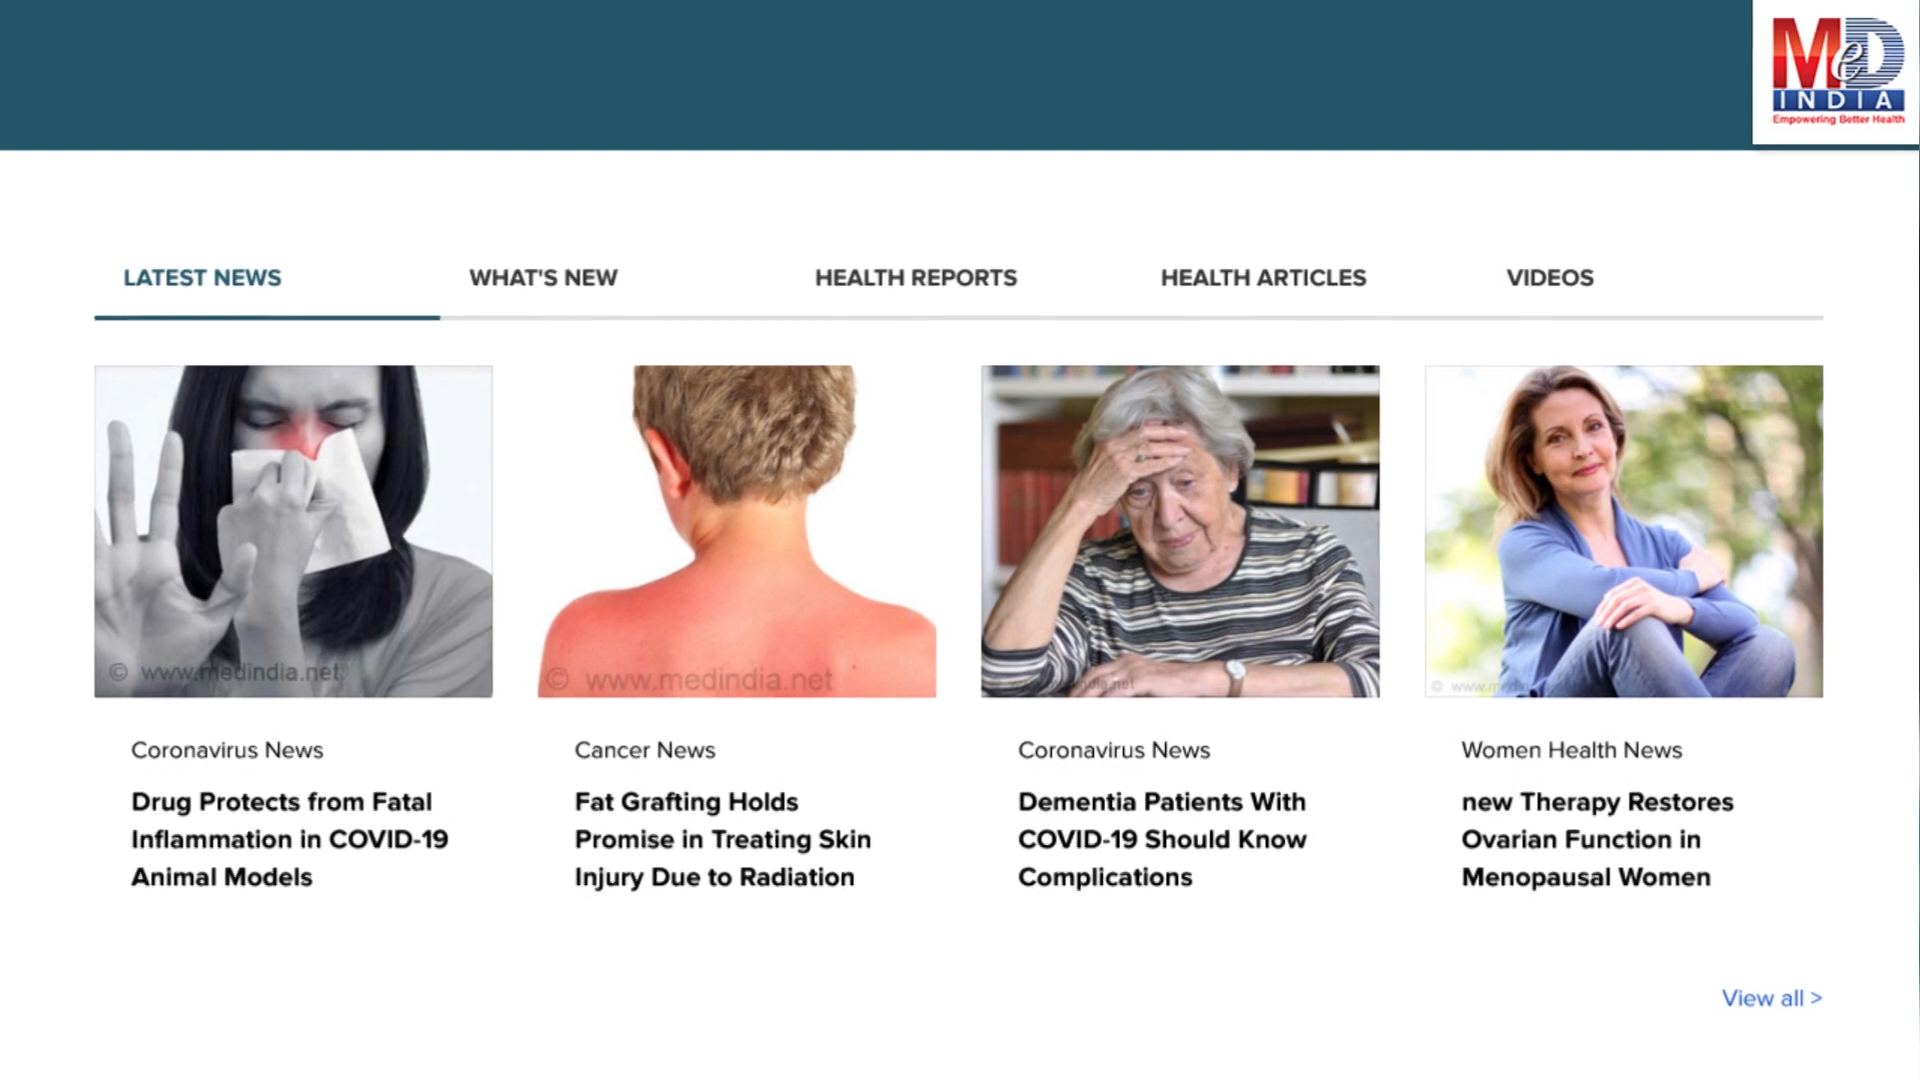 MeD
INDIA
Empowering Better Health
LATEST NEWS
WHAT'S NEW
HEALTH REPORTS
HEALTH ARTICLES
VIDEOS
© www.medindia.net
© www.medindia.net
© www.me
Coronavirus News
Drug Protects from Fatal
Inflammation in COVID-19
Animal Models
Cancer News
Fat Grafting Holds
Promise in Treating Skin
Injury Due to Radiation
Coronavirus News
Dementia Patients With
COVID-19 Should Know
Complications
Women Health News
new Therapy Restores
Ovarian Function in
Menopausal Women
View all >